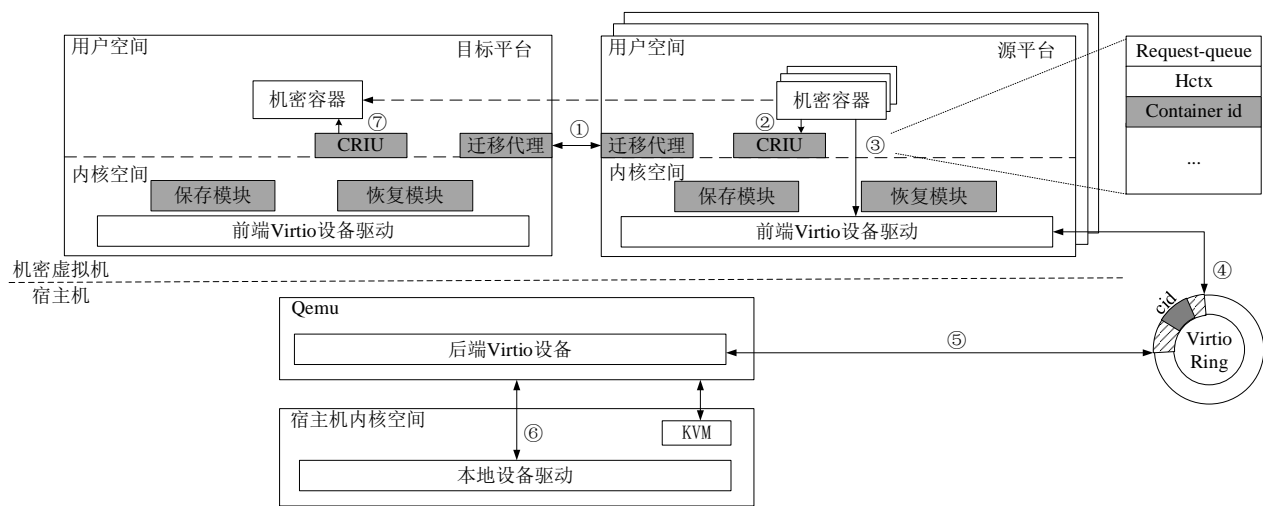 用户空间
目标平台
机密容器
⑦
CRIU
迁移代理
①
内核空间
保存模块
恢复模块
前端Virtio设备驱动
用户空间
源平台
机密容器
②
③
迁移代理
CRIU
内核空间
保存模块
恢复模块
前端Virtio设备驱动
Request-queue
Hctx
Container id
...
机密虚拟机
宿主机
④
cid
Virtio
Ring
Qemu
后端Virtio设备
⑤
宿主机内核空间
⑥
KVM
本地设备驱动